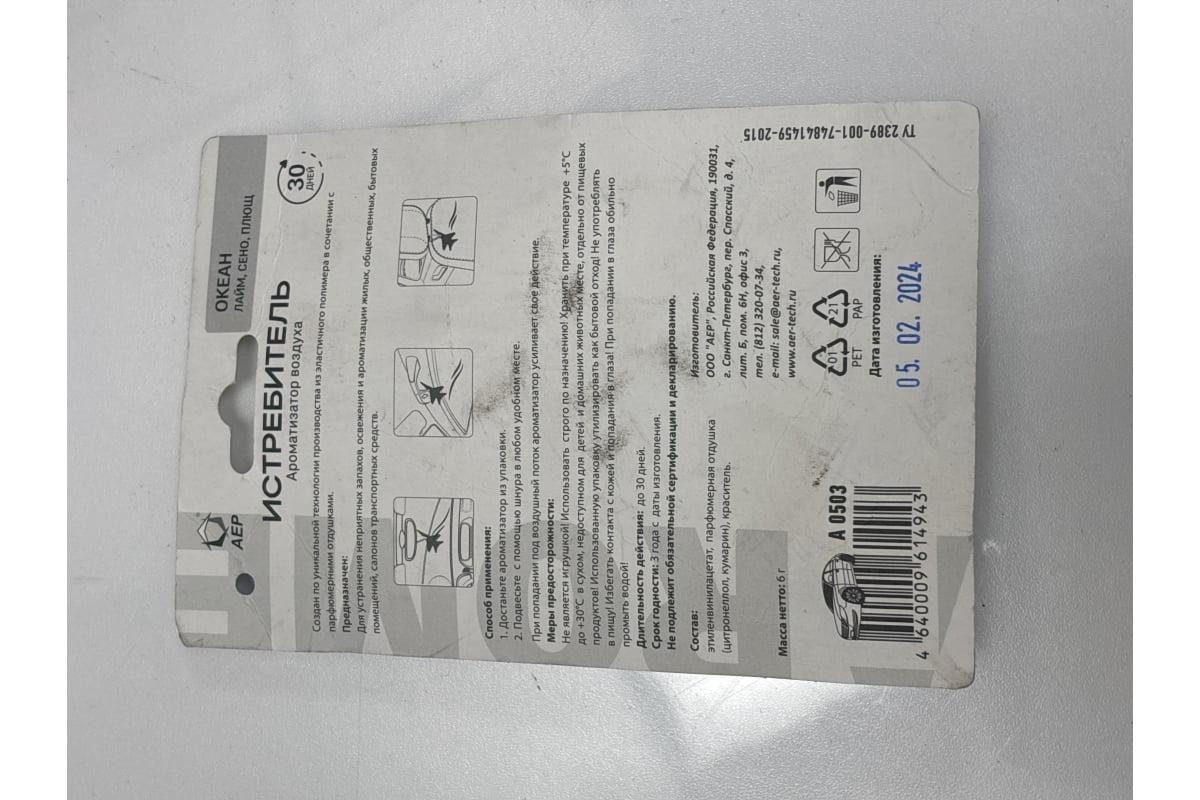 АЕР
ОКЕАН
ЛАЙМ, СЕНО, ПЛЮЩ
ИСТРЕБИТЕЛЬ
Ароматизатор воздуха
30
ДНЕЙ
Создан по уникальной технологии производства из эластичного полимера в сочетании с
парфюмерными отдушками.
Предназначен:
Для устранения неприятных запахов, освежения и ароматизации жилых, общественных, бытовых
помещений, салонов транспортных средств.
Способ применения:
1. Достаньте ароматизатор из упаковки.
2. Подвесьте с помощью шнура в любом удобном месте.
При попадании под воздушный поток ароматизатор усиливает свое действие.
Меры предосторожности:
Не является игрушкой! Использовать строго по назначению! Хранить при температуре +5°С
до +30°С в сухом, недоступном для детей и домашних животных месте, отдельно от пищевых
продуктов! Использованную упаковку утилизировать как бытовой отход! Не употреблять
в пищу! Избегать контакта с кожей и попадания в глаза! При попадании в глаза обильно
промыть водой!
Длительность действия: до 30 дней.
Срок годности: 3 года с даты изготовления.
Не подлежит обязательной сертификации и декларированию.
Состав:
этиленвинилацетат, парфюмерная отдушка
(цитронеллол, кумарин), краситель.
Масса нетто: 6 г
А 0503
4 640009 614943
Изготовитель:
ООО "АЕР", Российская Федерация, 190031,
г. Санкт-Петербург, пер. Спасский, д. 4,
лит. Б, пом. 6Н, офис 3,
тел. (812) 320-07-34,
e-mail: sale@aer-tech.ru,
www.aer-tech.ru
01
PET
21
PAP
Дата изготовления:
05. 02. 2024
ТУ 2389-001-74841459-2015